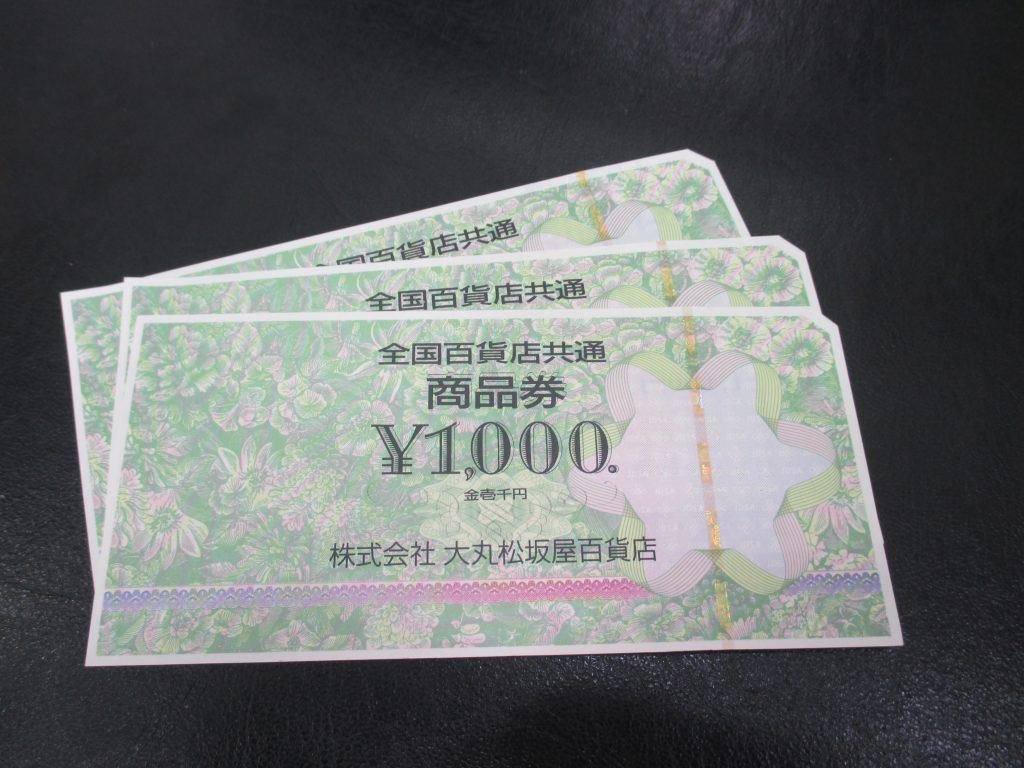 全国百貨店共通
全国百貨店共通
全国百貨店共通
商品券
¥1,000.
金壱千円
株式会社 大丸松坂屋百貨店